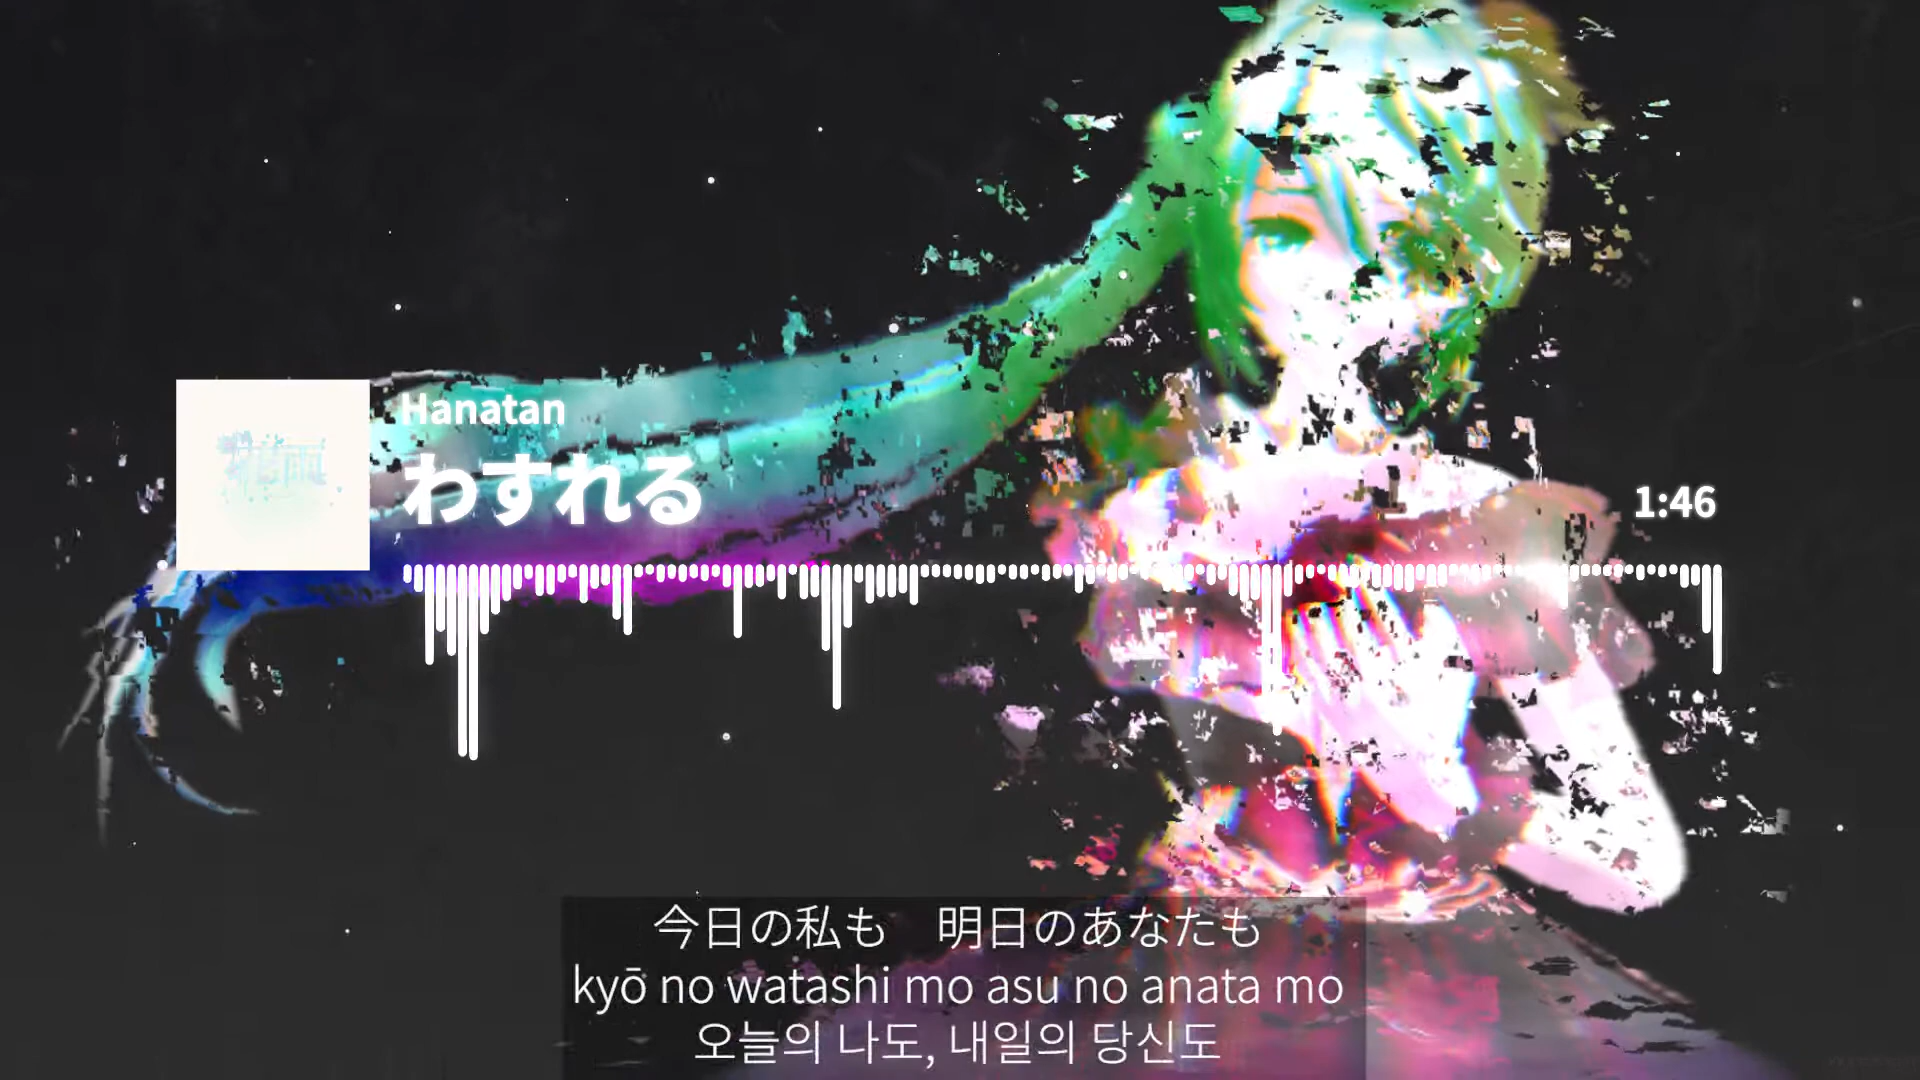 Hanatan
わすれる
1:46
今日の私も　明日のあなたも
kyō no watashi mo asu no anata mo
오늘의 나도, 내일의 당신도